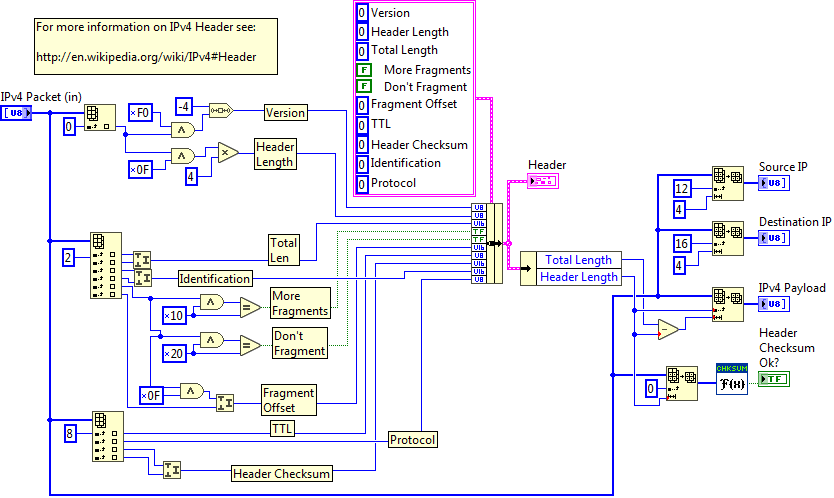 For more information on IPv4 Header see:
http://en.wikipedia.org/wiki/IPv4#Header
0 Version
0 Header Length
0 Total Length
F More Fragments
F Don't Fragment
0 Fragment Offset
0 TTL
0 Header Checksum
0 Identification
0 Protocol
IPv4 Packet (in)
U8
0
×F0
-4
Version
×0F
4
Header
Length
U8
U8
U16
TF
TF
U16
U8
U16
U16
U8
Header
2
Total
Len
Identification
×10
More
Fragments
×20
Don't
Fragment
×0F
Fragment
Offset
8
TTL
Protocol
Header Checksum
Total Length
Header Length
Source IP
12
4
U8
Destination IP
16
4
U8
IPv4 Payload
U8
Header
Checksum
Ok?
0
CHKSUM
f(x)
TF